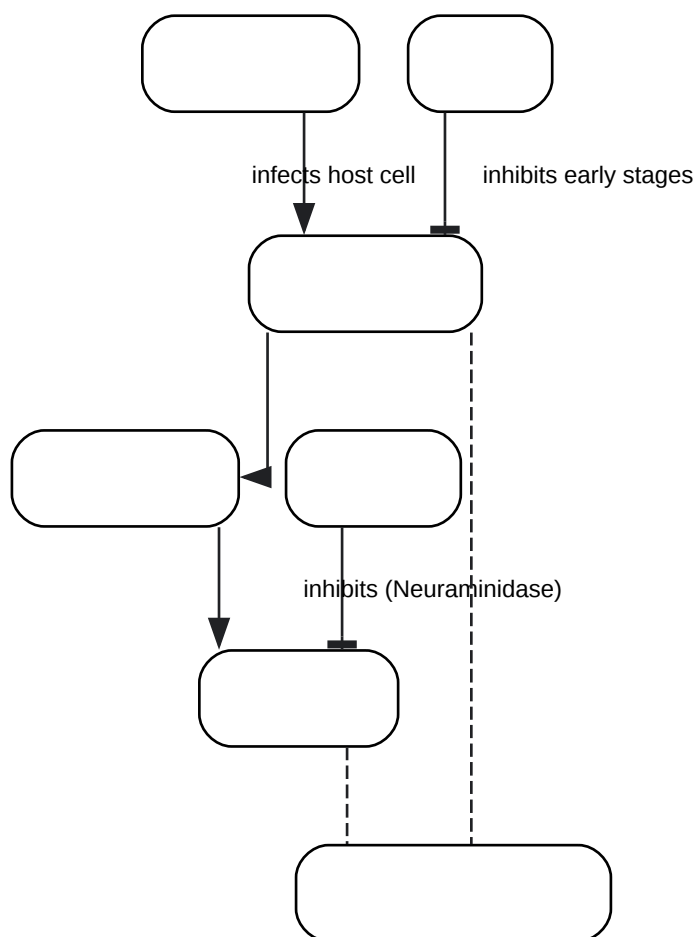 infects host cell
inhibits early stages
inhibits (Neuraminidase)